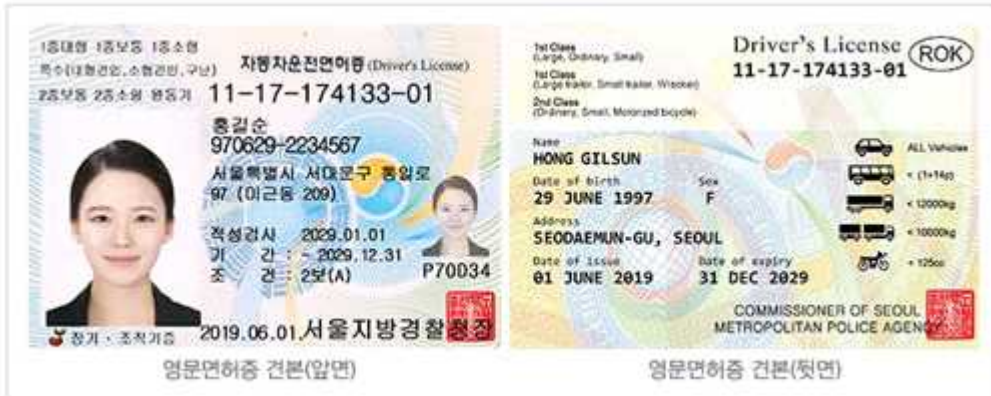 1종대형 1종보통 1종소형
특수(대형견인,소형견인,구난)
2종보통 2종소형 원동기
자동차운전면허증 (Driver's License)
11-17-174133-01
홍길순
970629-2234567
서울특별시 서대문구 통일로
97 (미근동 209)
적성검사 2029.01.01
기 간 : ~ 2029.12.31
조 건 : 2보(A)
P70034
장기·조직기증
2019.06.01. 서울지방경찰청장
영문면허증 견본(앞면)
1st Class
(Large, Ordinary, Small)
1st Class
(Large trailer, Small trailer, Wrecker)
2nd Class
(Ordinary, Small, Motorized bicycle)
Driver's License
ROK
11-17-174133-01
Name
HONG GILSUN
Date of birth Sex
29 JUNE 1997 F
Address
SEODAEMUN-GU, SEOUL
Date of issue Date of expiry
01 JUNE 2019 31 DEC 2029
ALL Vehicles
< (1+14p)
< 12000kg
< 10000kg
< 125cc
COMMISSIONER OF SEOUL
METROPOLITAN POLICE AGENCY
영문면허증 견본(뒷면)